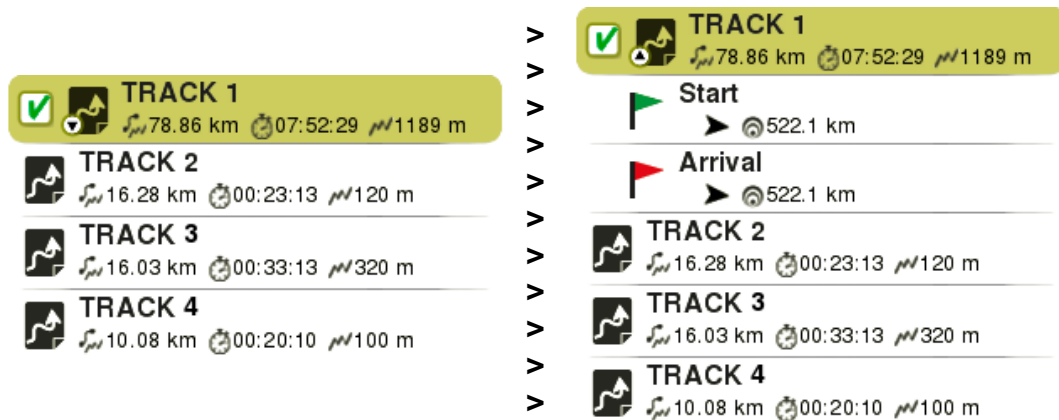 TRACK 1
78.86 km 07:52:29 1189 m
TRACK 2
16.28 km 00:23:13 120 m
TRACK 3
16.03 km 00:33:13 320 m
TRACK 4
10.08 km 00:20:10 100 m
>
>
>
>
>
>
>
>
>
>
>
TRACK 1
78.86 km 07:52:29 1189 m
Start
522.1 km
Arrival
522.1 km
TRACK 2
16.28 km 00:23:13 120 m
TRACK 3
16.03 km 00:33:13 320 m
TRACK 4
10.08 km 00:20:10 100 m